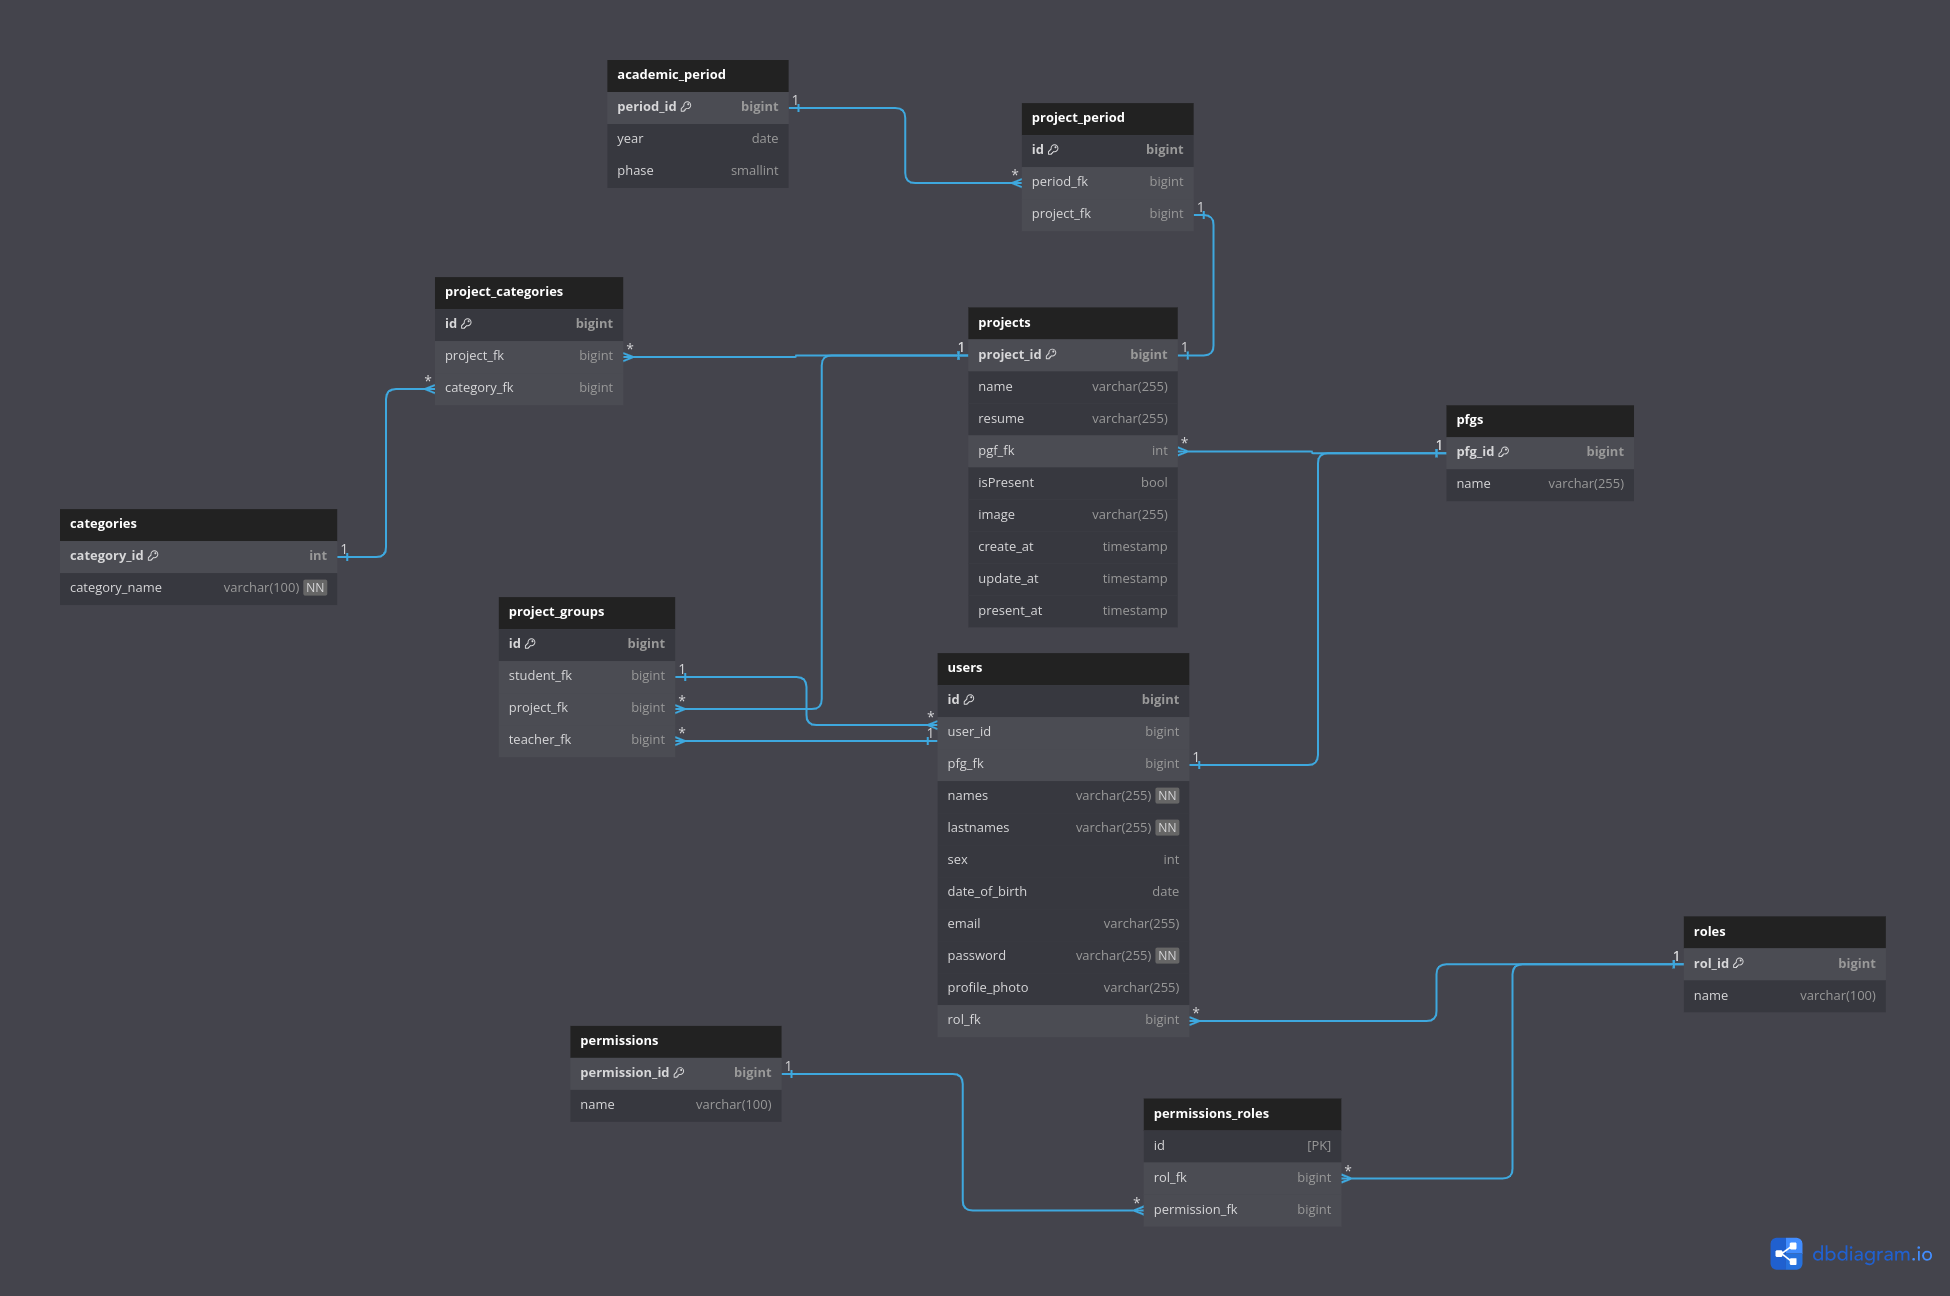 academic_period
period_id bigint
year date
phase smallint
1
*
project_period
id bigint
period_fk bigint
project_fk bigint
1
project_categories
id bigint
project_fk bigint
category_fk bigint
*
*
projects
project_id bigint
name varchar(255)
resume varchar(255)
pgf_fk int
isPresent bool
image varchar(255)
create_at timestamp
update_at timestamp
present_at timestamp
1
1
*
pfgs
pfg_id bigint
name varchar(255)
1
categories
category_id int
category_name varchar(100) NN
1
project_groups
id bigint
student_fk bigint
project_fk bigint
teacher_fk bigint
1
*
*
users
id bigint
user_id bigint
pfg_fk bigint
names varchar(255) NN
lastnames varchar(255) NN
sex int
date_of_birth date
email varchar(255)
password varchar(255) NN
profile_photo varchar(255)
rol_fk bigint
*
1
1
*
roles
rol_id bigint
name varchar(100)
1
permissions
permission_id bigint
name varchar(100)
1
permissions_roles
id [PK]
rol_fk bigint
permission_fk bigint
*
*
dbdiagram.io